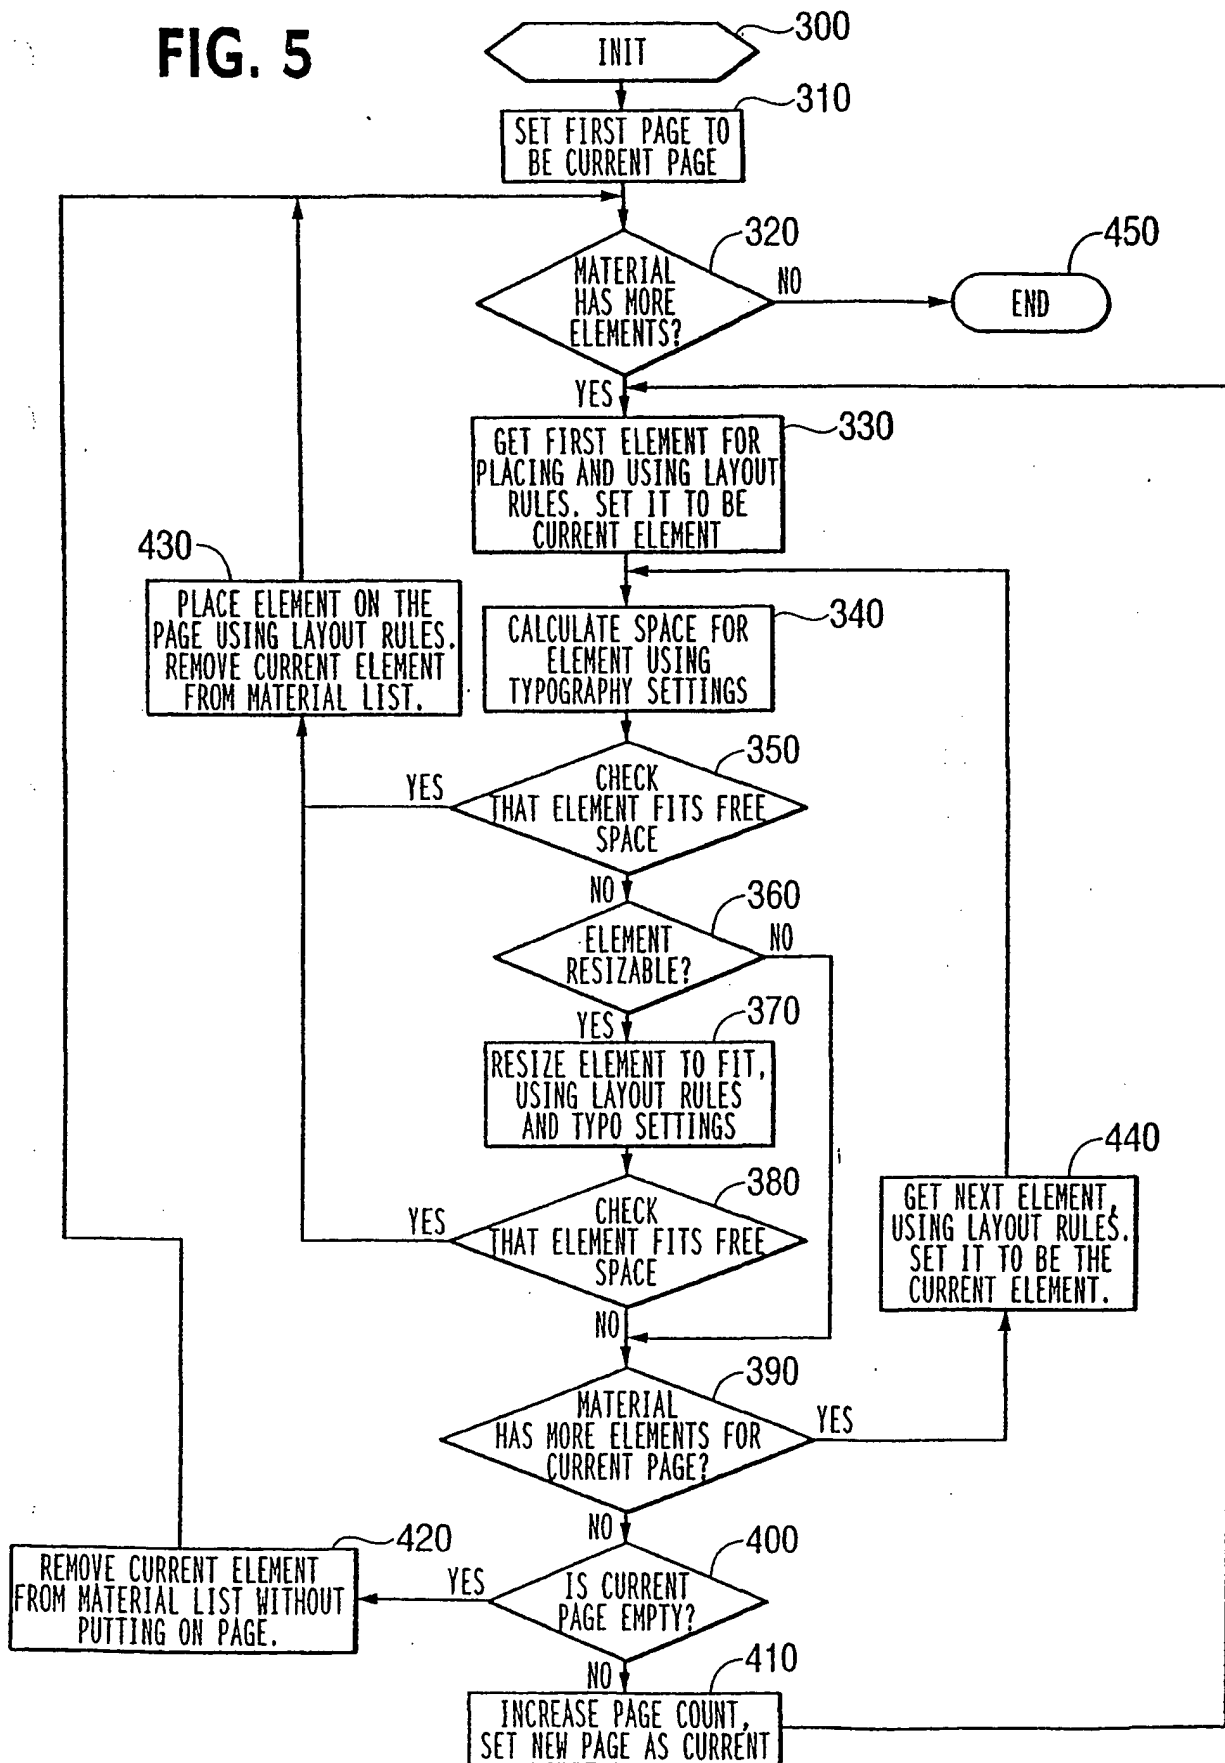 FIG. 5
INIT
300
310
SET FIRST PAGE TO
BE CURRENT PAGE
320
MATERIAL
HAS MORE
ELEMENTS?
NO
450
END
YES
330
GET FIRST ELEMENT FOR
PLACING AND USING LAYOUT
RULES. SET IT TO BE
CURRENT ELEMENT
430
PLACE ELEMENT ON THE
PAGE USING LAYOUT RULES.
REMOVE CURRENT ELEMENT
FROM MATERIAL LIST.
340
CALCULATE SPACE FOR
ELEMENT USING
TYPOGRAPHY SETTINGS
350
YES
CHECK
THAT ELEMENT FITS FREE
SPACE
NO
360
ELEMENT
RESIZABLE?
NO
YES
370
RESIZE ELEMENT TO FIT,
USING LAYOUT RULES
AND TYPO SETTINGS
380
YES
CHECK
THAT ELEMENT FITS FREE
SPACE
440
GET NEXT ELEMENT,
USING LAYOUT RULES.
SET IT TO BE THE
CURRENT ELEMENT.
NO
390
MATERIAL
HAS MORE ELEMENTS FOR
CURRENT PAGE?
YES
NO
400
IS CURRENT
PAGE EMPTY?
YES
420
REMOVE CURRENT ELEMENT
FROM MATERIAL LIST WITHOUT
PUTTING ON PAGE.
NO
410
INCREASE PAGE COUNT,
SET NEW PAGE AS CURRENT